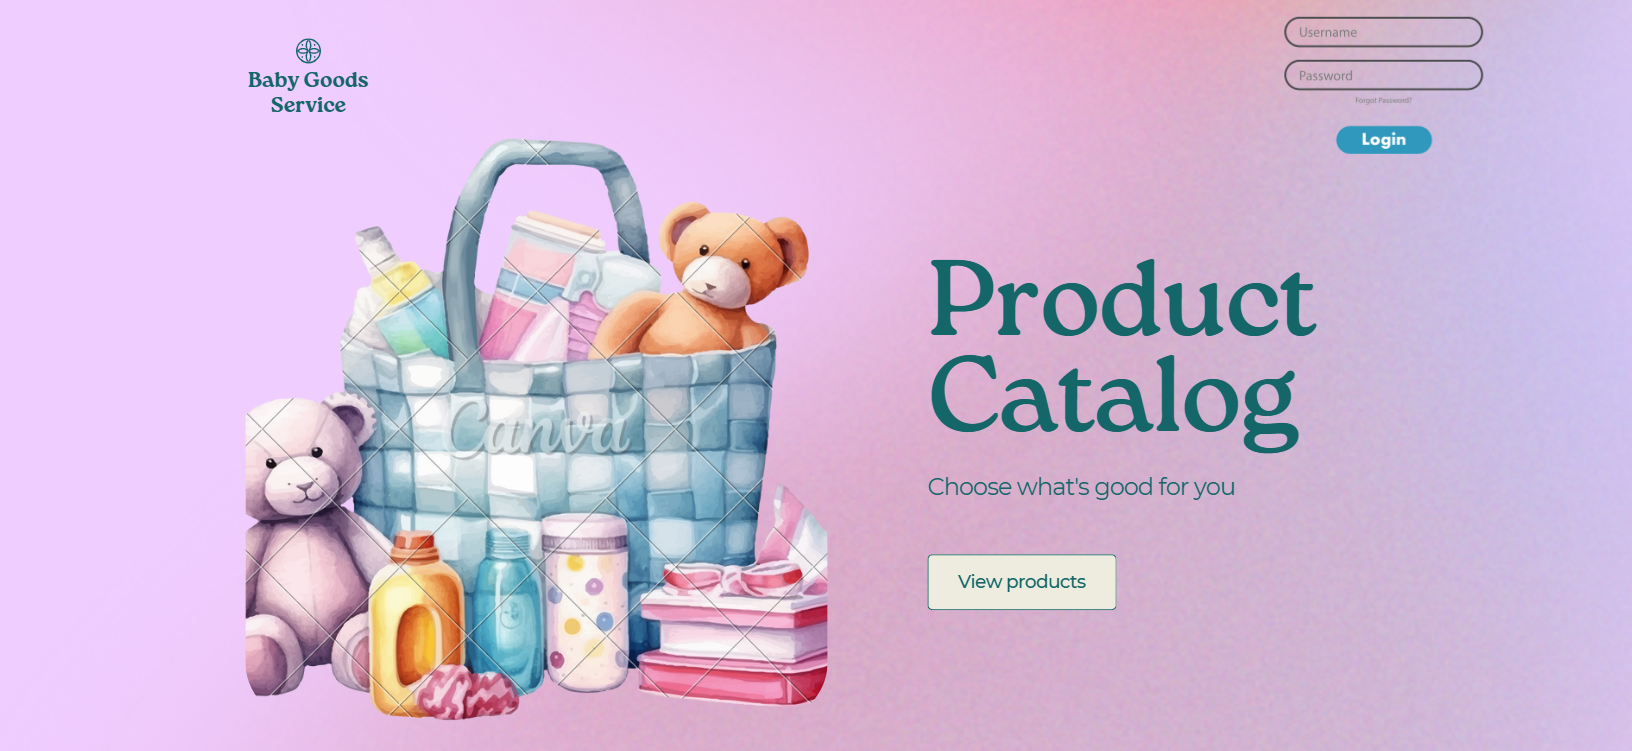 Baby Goods
Service
Username
Password
Forgot Password?
Login
Canva
Product
Catalog
Choose what's good for you
View products